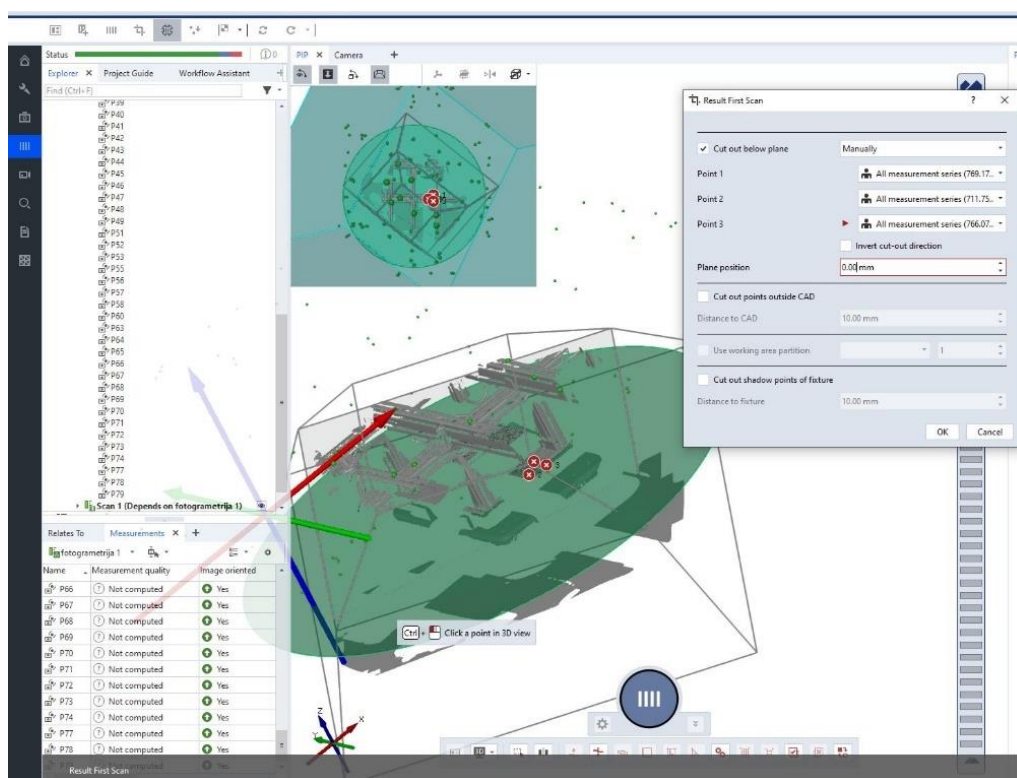 Status
0
Explorer
Project Guide
Workflow Assistant
Find (Ctrl+F)
P39
P40
P41
P42
P43
P44
P45
P46
P47
P48
P49
P51
P52
P53
P55
P56
P57
P58
P60
P63
P64
P65
P66
P67
P68
P69
P70
P71
P72
P73
P74
P77
P78
P79
Scan 1 (Depends on fotogrametrija 1)
Relates To
Measurements
fotogrametrija 1
Name
Measurement quality
Image oriented
P66 Not computed Yes
P67 Not computed Yes
P68 Not computed Yes
P69 Not computed Yes
P70 Not computed Yes
P71 Not computed Yes
P72 Not computed Yes
P73 Not computed Yes
P74 Not computed Yes
P77 Not computed Yes
P78 Not computed Yes
Result First Scan
PIP
Camera
Ctrl + Click a point in 3D view
Z
X
Y
Result First Scan
?
Cut out below plane Manually
Point 1 All measurement series (769.17...
Point 2 All measurement series (711.75...
Point 3 All measurement series (766.07...
Invert cut-out direction
Plane position 0.00 mm
Cut out points outside CAD
Distance to CAD 10.00 mm
Use working area partition 1
Cut out shadow points of fixture
Distance to fixture 10.00 mm
OK Cancel